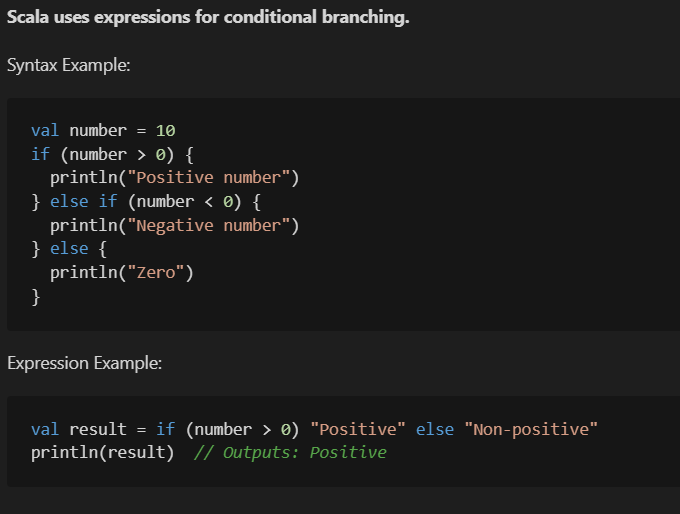 Scala uses expressions for conditional branching.
Syntax Example:
val number = 10
if (number > 0) {
  println("Positive number")
} else if (number < 0) {
  println("Negative number")
} else {
  println("Zero")
}
Expression Example:
val result = if (number > 0) "Positive" else "Non-positive"
println(result)  // Outputs: Positive